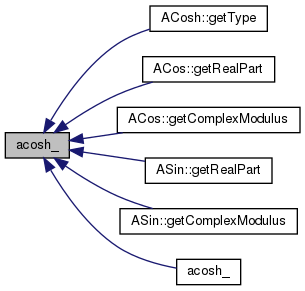 ACosh::getType
ACos::getRealPart
ACos::getComplexModulus
acosh_
ASin::getRealPart
ASin::getComplexModulus
acosh_